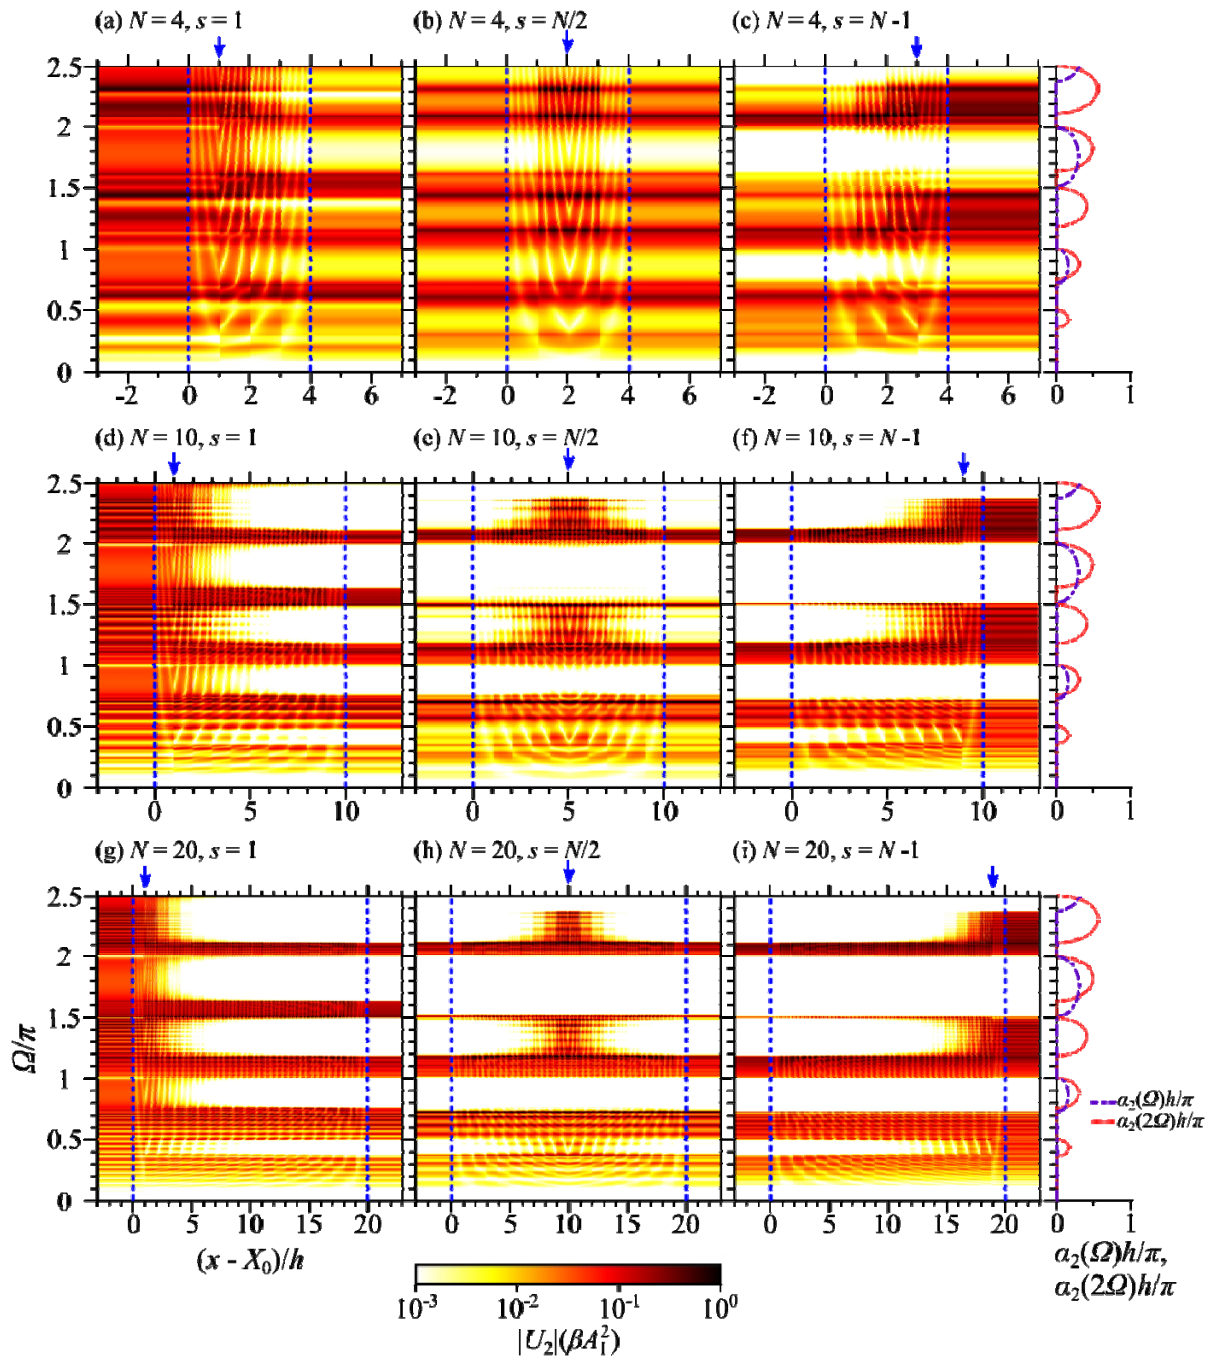 (a) N = 4, s = 1
(b) N = 4, s = N/2
(c) N = 4, s = N -1
2.5
2
1.5
1
0.5
0
-2 0 2 4 6
-2 0 2 4 6
-2 0 2 4 6
0 1
(d) N = 10, s = 1
(e) N = 10, s = N/2
(f) N = 10, s = N -1
2.5
2
1.5
1
0.5
0
0 5 10
0 5 10
0 5 10
0 1
(g) N = 20, s = 1
(h) N = 20, s = N/2
(i) N = 20, s = N -1
2.5
2
1.5
1
0.5
0
Ω/π
α₂(Ω)h/π
α₂(2Ω)h/π
0 5 10 15 20
0 5 10 15 20
0 5 10 15 20
0 1
(x - X₀)/h
α₂(Ω)h/π,
α₂(2Ω)h/π
10⁻³ 10⁻² 10⁻¹ 10⁰
|U₂|(βA₁²)